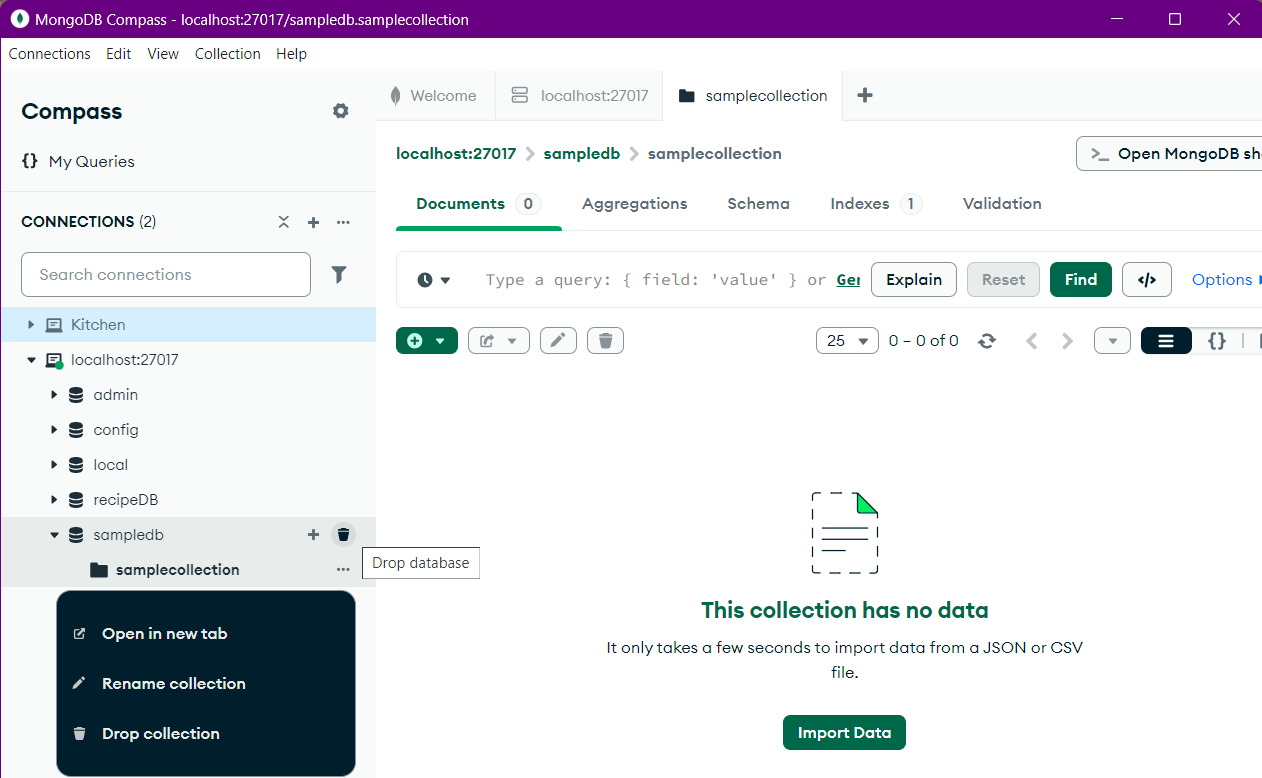 MongoDB Compass - localhost:27017/sampledb.samplecollection
Connections Edit View Collection Help
Compass
My Queries
CONNECTIONS (2)
Search connections
Kitchen
localhost:27017
admin
config
local
recipeDB
sampledb
samplecollection
Drop database
Open in new tab
Rename collection
Drop collection
Welcome localhost:27017 samplecollection
localhost:27017 > sampledb > samplecollection
>_ Open MongoDB sh
Documents 0 Aggregations Schema Indexes 1 Validation
Type a query: { field: 'value' } or Ger Explain Reset Find </> Options
25 0 – 0 of 0 {}
This collection has no data
It only takes a few seconds to import data from a JSON or CSV
file.
Import Data